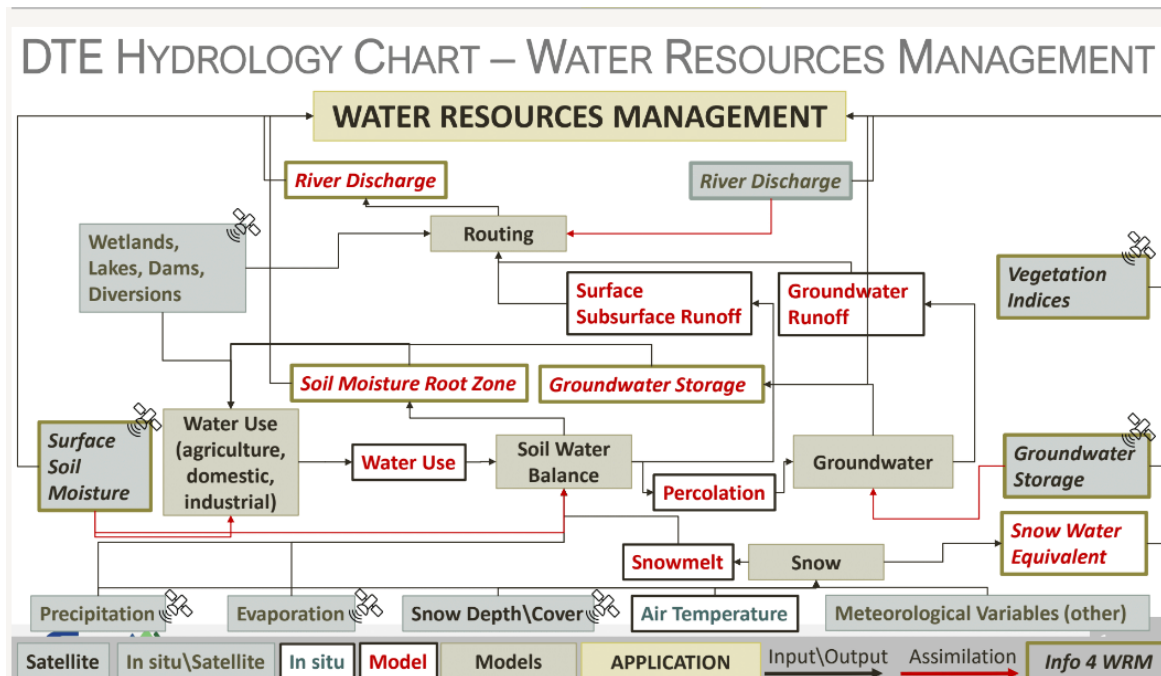 DTE HYDROLOGY CHART – WATER RESOURCES MANAGEMENT
WATER RESOURCES MANAGEMENT
River Discharge
River Discharge
Routing
Wetlands,
Lakes, Dams,
Diversions
Surface
Subsurface Runoff
Groundwater
Runoff
Vegetation
Indices
Soil Moisture Root Zone
Groundwater Storage
Surface
Soil
Moisture
Water Use
(agriculture,
domestic,
industrial)
Water Use
Soil Water
Balance
Percolation
Groundwater
Groundwater
Storage
Snowmelt
Snow
Snow Water
Equivalent
Precipitation
Evaporation
Snow Depth\Cover
Air Temperature
Meteorological Variables (other)
Satellite
In situ\Satellite
In situ
Model
Models
APPLICATION
Input\Output
Assimilation
Info 4 WRM